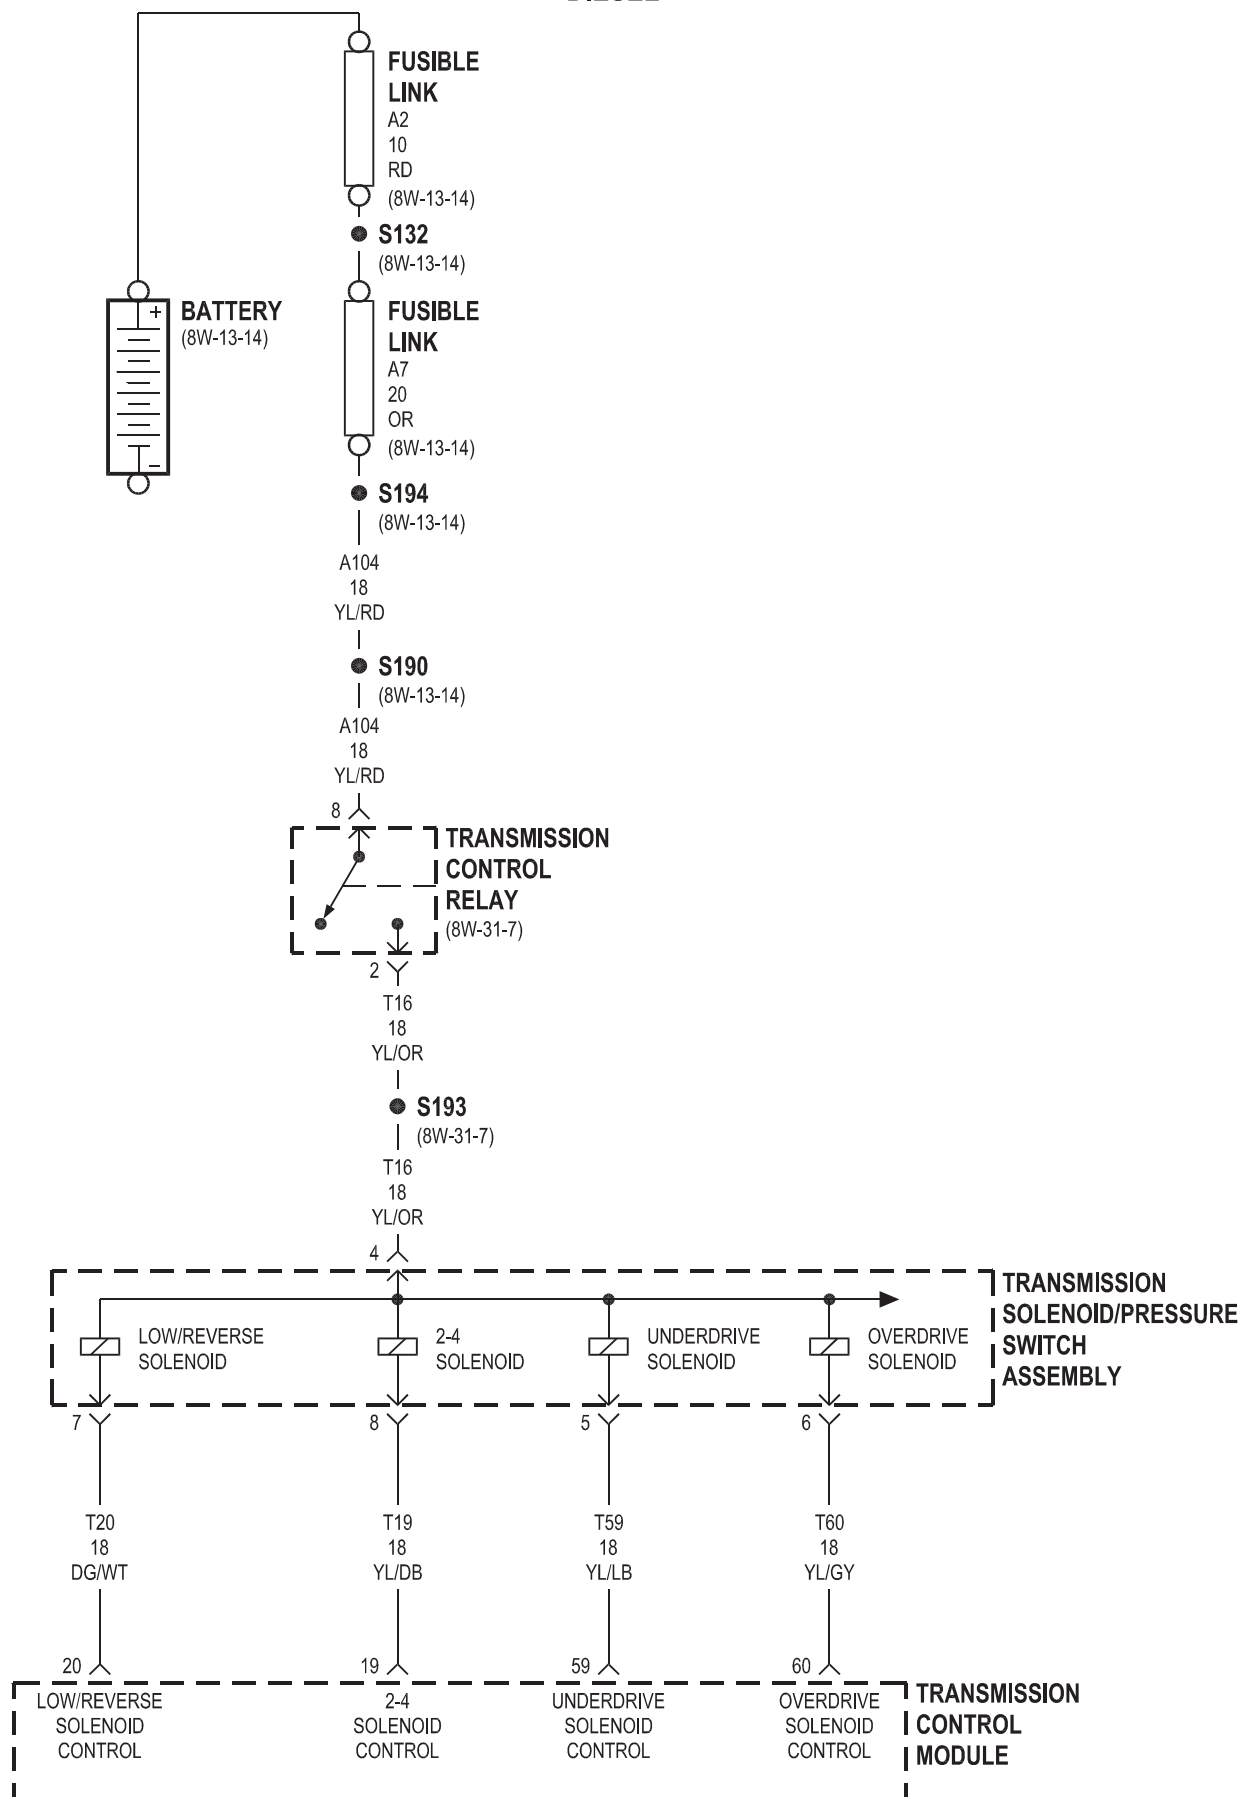 FUSIBLE
LINK
A2
10
RD
(8W-13-14)
S132
(8W-13-14)
BATTERY
(8W-13-14)
+
–
FUSIBLE
LINK
A7
20
OR
(8W-13-14)
S194
(8W-13-14)
A104
18
YL/RD
S190
(8W-13-14)
A104
18
YL/RD
8
TRANSMISSION
CONTROL
RELAY
(8W-31-7)
2
T16
18
YL/OR
S193
(8W-31-7)
T16
18
YL/OR
4
TRANSMISSION
SOLENOID/PRESSURE
SWITCH
ASSEMBLY
LOW/REVERSE
SOLENOID
2-4
SOLENOID
UNDERDRIVE
SOLENOID
OVERDRIVE
SOLENOID
7
8
5
6
T20
18
DG/WT
T19
18
YL/DB
T59
18
YL/LB
T60
18
YL/GY
20
19
59
60
LOW/REVERSE
SOLENOID
CONTROL
2-4
SOLENOID
CONTROL
UNDERDRIVE
SOLENOID
CONTROL
OVERDRIVE
SOLENOID
CONTROL
TRANSMISSION
CONTROL
MODULE